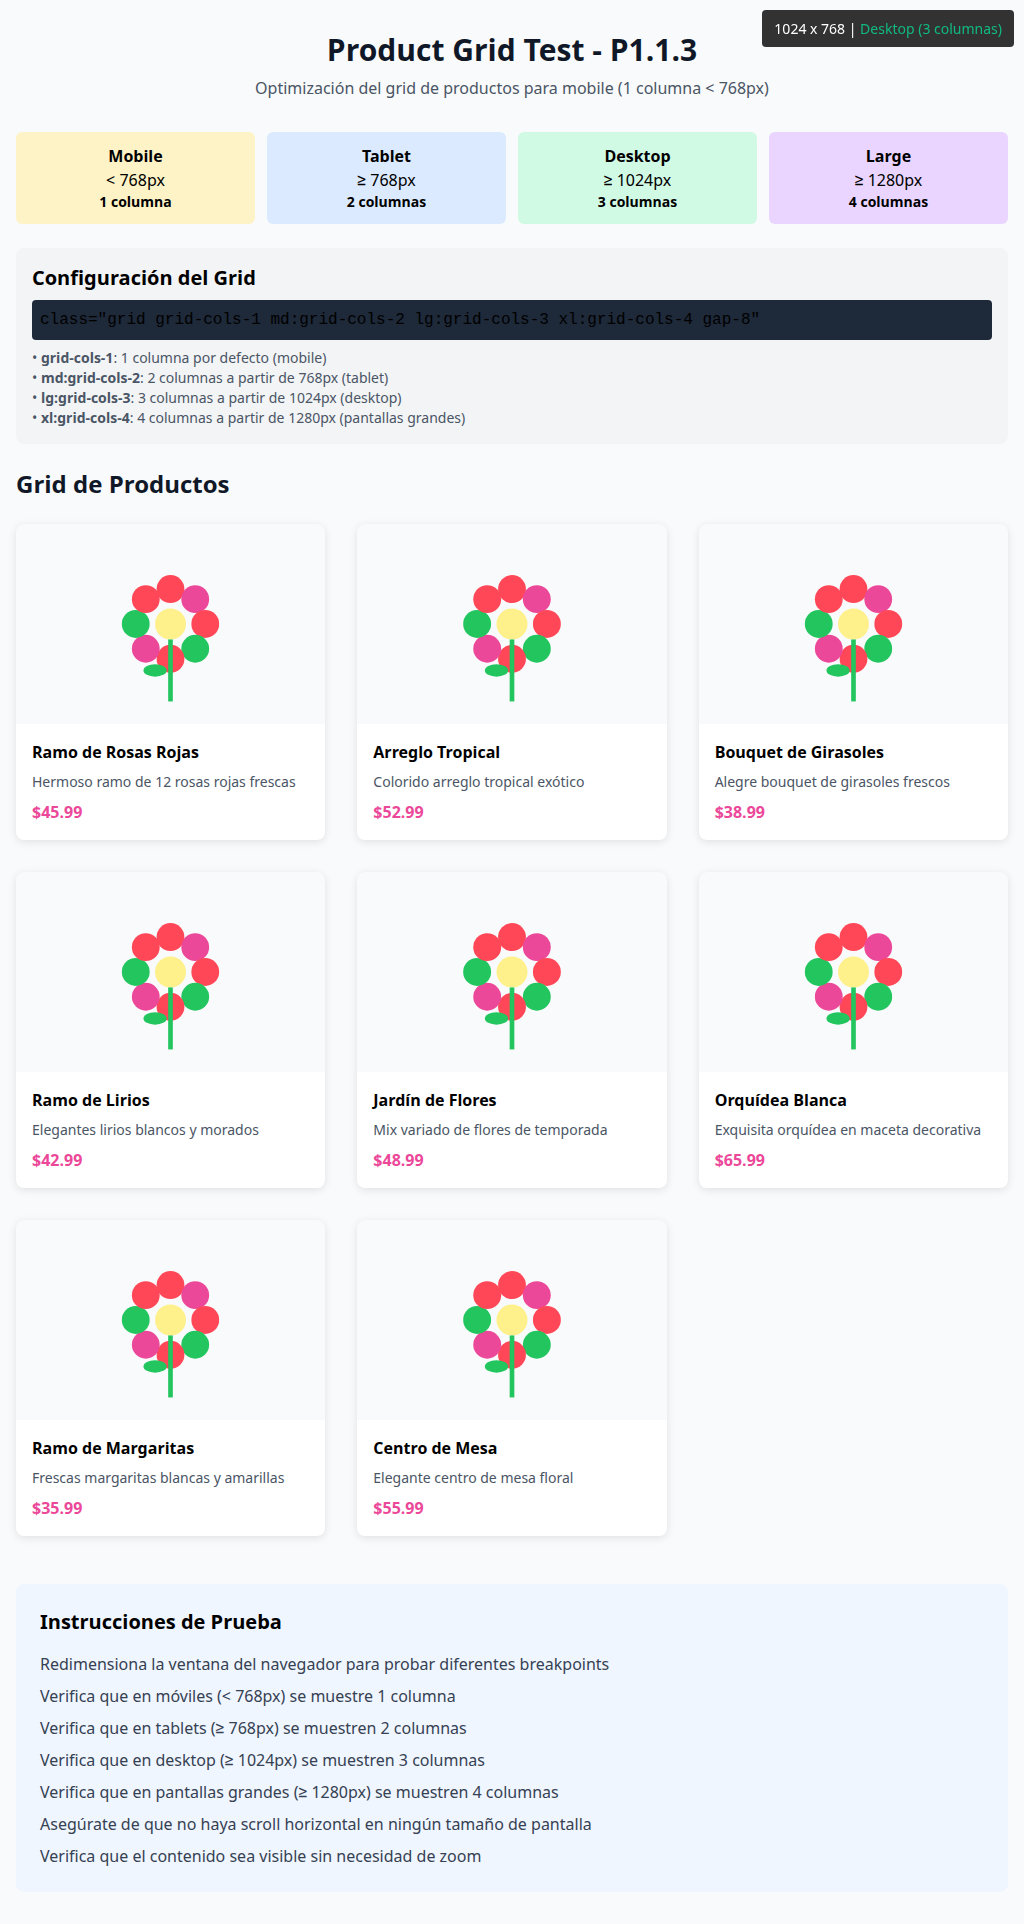 1024 x 768 | Desktop (3 columnas)
Product Grid Test - P1.1.3
Optimización del grid de productos para mobile (1 columna < 768px)
Mobile
< 768px
1 columna
Tablet
≥ 768px
2 columnas
Desktop
≥ 1024px
3 columnas
Large
≥ 1280px
4 columnas
Configuración del Grid
class="grid grid-cols-1 md:grid-cols-2 lg:grid-cols-3 xl:grid-cols-4 gap-8"
• grid-cols-1: 1 columna por defecto (mobile)
• md:grid-cols-2: 2 columnas a partir de 768px (tablet)
• lg:grid-cols-3: 3 columnas a partir de 1024px (desktop)
• xl:grid-cols-4: 4 columnas a partir de 1280px (pantallas grandes)
Grid de Productos
Ramo de Rosas Rojas
Hermoso ramo de 12 rosas rojas frescas
$45.99
Arreglo Tropical
Colorido arreglo tropical exótico
$52.99
Bouquet de Girasoles
Alegre bouquet de girasoles frescos
$38.99
Ramo de Lirios
Elegantes lirios blancos y morados
$42.99
Jardín de Flores
Mix variado de flores de temporada
$48.99
Orquídea Blanca
Exquisita orquídea en maceta decorativa
$65.99
Ramo de Margaritas
Frescas margaritas blancas y amarillas
$35.99
Centro de Mesa
Elegante centro de mesa floral
$55.99
Instrucciones de Prueba
Redimensiona la ventana del navegador para probar diferentes breakpoints
Verifica que en móviles (< 768px) se muestre 1 columna
Verifica que en tablets (≥ 768px) se muestren 2 columnas
Verifica que en desktop (≥ 1024px) se muestren 3 columnas
Verifica que en pantallas grandes (≥ 1280px) se muestren 4 columnas
Asegúrate de que no haya scroll horizontal en ningún tamaño de pantalla
Verifica que el contenido sea visible sin necesidad de zoom